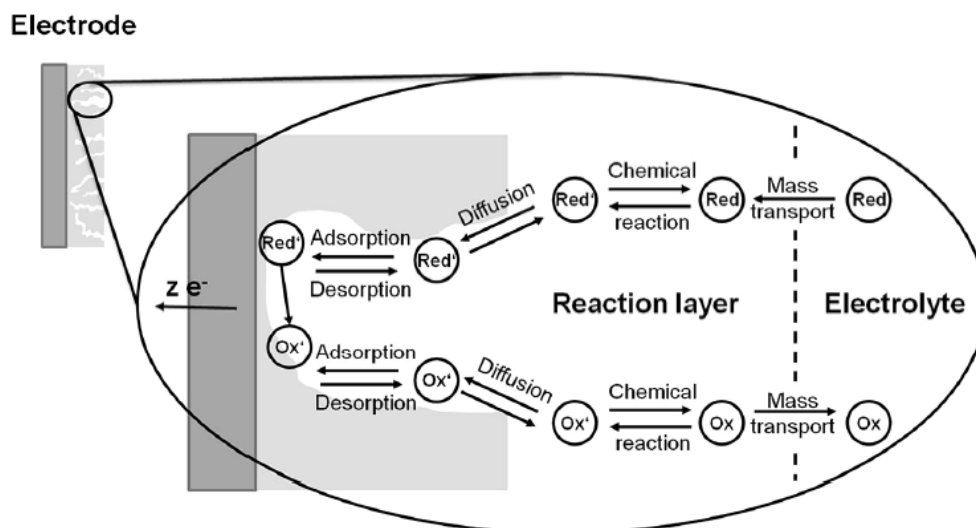 Electrode
Chemical
Red‘
Red
Mass
Red
reaction
transport
Diffusion
Red‘
Adsorption
Red‘
Desorption
z e⁻
Reaction layer
Electrolyte
Ox‘
Adsorption
Ox‘
Desorption
Diffusion
Chemical
Ox‘
Ox
Mass
Ox
reaction
transport